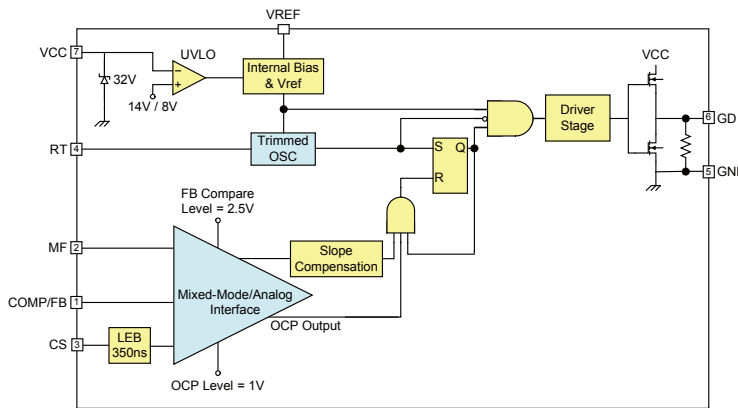 VREF
VCC
7
UVLO
32V
−
+
14V / 8V
Internal Bias
& Vref
VCC
Driver
Stage
6
GD
RT
4
Trimmed
OSC
S
Q
R
5
GN
FB Compare
Level = 2.5V
MF
2
Slope
Compensation
COMP/FB
1
Mixed-Mode/Analog
Interface
OCP Output
CS
3
LEB
350ns
OCP Level = 1V